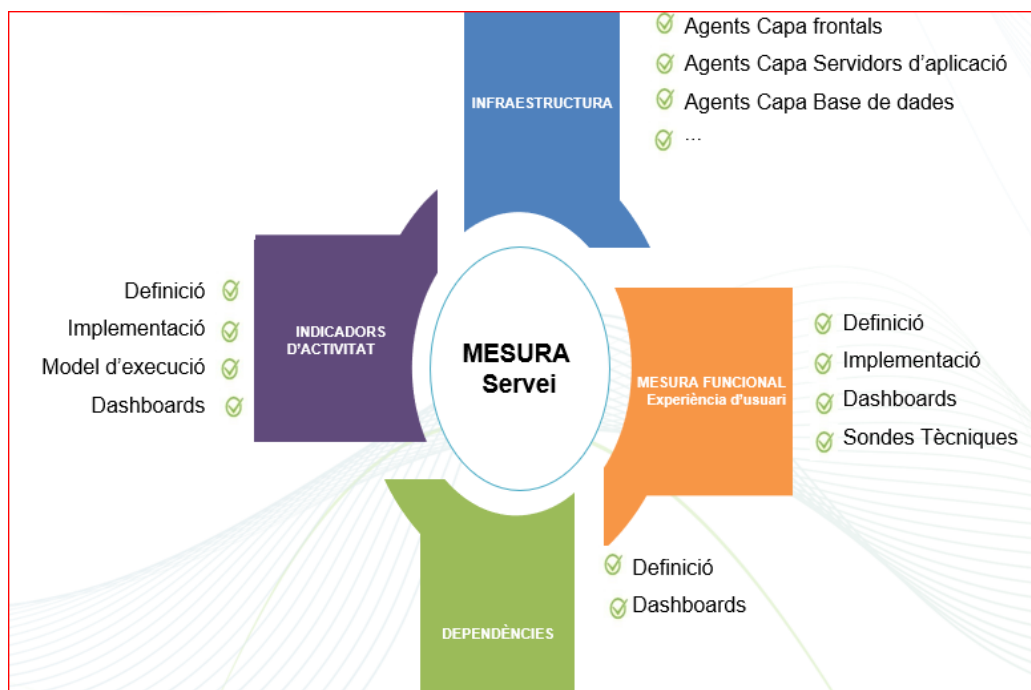 Agents Capa frontals
Agents Capa Servidors d'aplicació
Agents Capa Base de dades
...
INFRAESTRUCTURA
Definició
Implementació
Model d'execució
Dashboards
INDICADORS
D'ACTIVITAT
MESURA
Servei
MESURA FUNCIONAL
Experiència d'usuari
Definició
Implementació
Dashboards
Sondes Tècniques
Definició
Dashboards
DEPENDÈNCIES